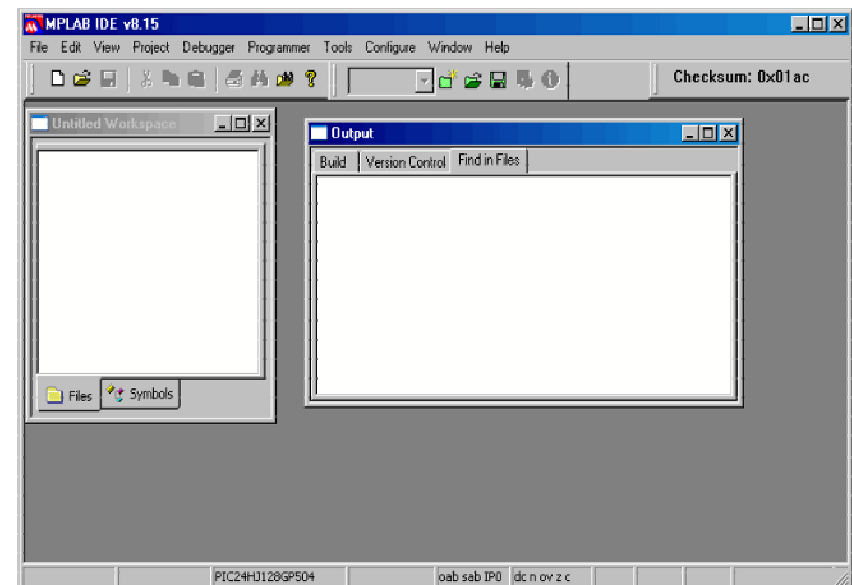 MPLAB IDE v8.15
File Edit View Project Debugger Programmer Tools Configure Window Help
Checksum: 0x01ac
Untitled Workspace
Output
Build Version Control Find in Files
Files Symbols
PIC24HJ128GP504 oab sab IP0 dc n ov z c